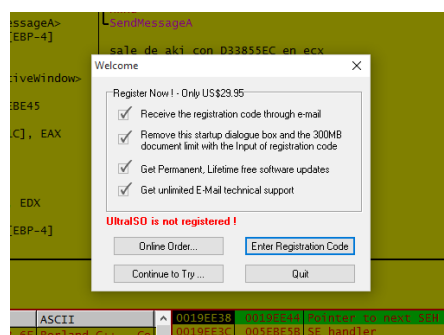 essageA>
SendMessageA
[EBP-4]
sale de aki con D33855EC en ecx
tiveWindow>
EBE45
.C], EAX
EDX
[EBP-4]
Welcome
Register Now ! - Only US$29.95
Receive the registration code through e-mail
Remove this startup dialogue box and the 300MB
document limit with the Input of registration code
Get Permanent, Lifetime free software updates
Get unlimited E-Mail technical support
UltraISO is not registered !
Online Order...
Enter Registration Code
Continue to Try ...
Quit
ASCII
0019EE38 0019EE44 Pointer to next SEH
6E Borland C++ - Co
0019EE3C 005EBE5B SE handler